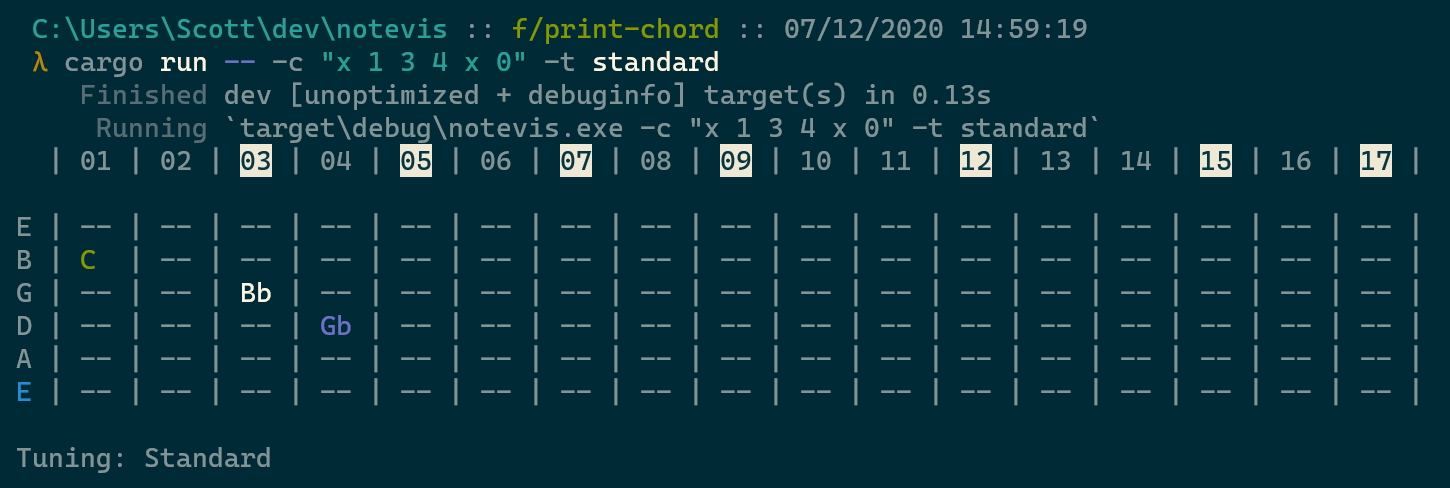 C:\Users\Scott\dev\notevis :: f/print-chord :: 07/12/2020 14:59:19
λ cargo run -- -c "x 1 3 4 x 0" -t standard
Finished dev [unoptimized + debuginfo] target(s) in 0.13s
Running `target\debug\notevis.exe -c "x 1 3 4 x 0" -t standard`
| 01 | 02 | 03 | 04 | 05 | 06 | 07 | 08 | 09 | 10 | 11 | 12 | 13 | 14 | 15 | 16 | 17 |
E | -- | -- | -- | -- | -- | -- | -- | -- | -- | -- | -- | -- | -- | -- | -- | -- | -- |
B | C | -- | -- | -- | -- | -- | -- | -- | -- | -- | -- | -- | -- | -- | -- | -- | -- |
G | -- | -- | Bb | -- | -- | -- | -- | -- | -- | -- | -- | -- | -- | -- | -- | -- | -- |
D | -- | -- | -- | Gb | -- | -- | -- | -- | -- | -- | -- | -- | -- | -- | -- | -- | -- |
A | -- | -- | -- | -- | -- | -- | -- | -- | -- | -- | -- | -- | -- | -- | -- | -- | -- |
E | -- | -- | -- | -- | -- | -- | -- | -- | -- | -- | -- | -- | -- | -- | -- | -- | -- |
Tuning: Standard